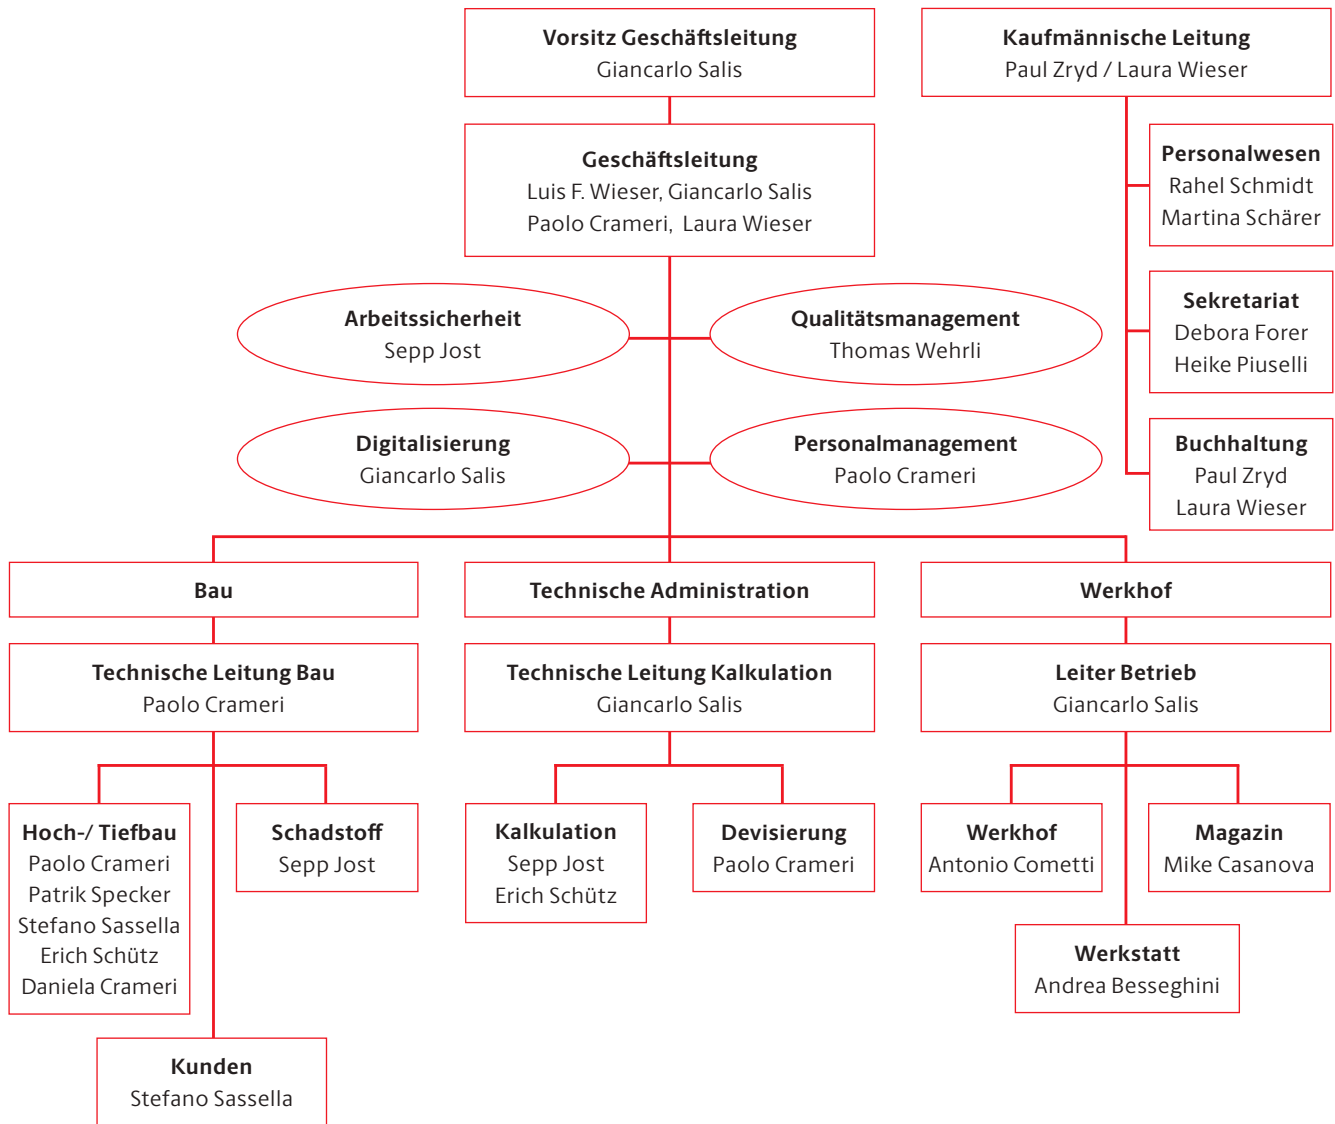 Vorsitz Geschäftsleitung
Giancarlo Salis
Kaufmännische Leitung
Paul Zryd / Laura Wieser
Geschäftsleitung
Luis F. Wieser, Giancarlo Salis
Paolo Crameri, Laura Wieser
Personalwesen
Rahel Schmidt
Martina Schärer
Sekretariat
Debora Forer
Heike Piuselli
Buchhaltung
Paul Zryd
Laura Wieser
Arbeitssicherheit
Sepp Jost
Qualitätsmanagement
Thomas Wehrli
Digitalisierung
Giancarlo Salis
Personalmanagement
Paolo Crameri
Bau
Technische Administration
Werkhof
Technische Leitung Bau
Paolo Crameri
Technische Leitung Kalkulation
Giancarlo Salis
Leiter Betrieb
Giancarlo Salis
Hoch-/ Tiefbau
Paolo Crameri
Patrik Specker
Stefano Sassella
Erich Schütz
Daniela Crameri
Schadstoff
Sepp Jost
Kunden
Stefano Sassella
Kalkulation
Sepp Jost
Erich Schütz
Devisierung
Paolo Crameri
Werkhof
Antonio Cometti
Magazin
Mike Casanova
Werkstatt
Andrea Besseghini